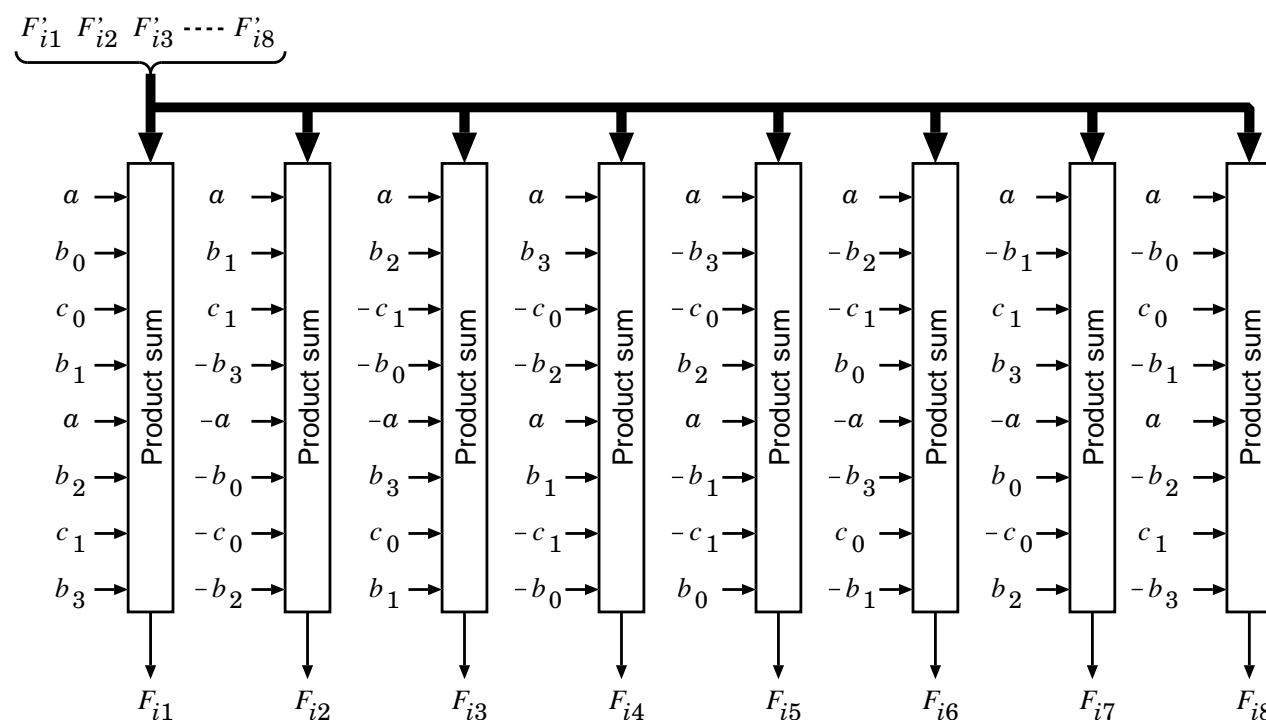 F'i1 F'i2 F'i3 ---- F'i8
a a a a a a a a
b0 b1 b2 b3 -b3 -b2 -b1 -b0
c0 c1 -c1 -c0 -c0 -c1 c1 c0
b1 -b3 -b0 -b2 b2 b0 b3 -b1
a -a -a a a -a -a a
b2 -b0 b3 b1 -b1 -b3 b0 -b2
c1 -c0 c0 -c1 -c1 c0 -c0 c1
b3 -b2 b1 -b0 b0 -b1 b2 -b3
Product sum
Product sum
Product sum
Product sum
Product sum
Product sum
Product sum
Product sum
Fi1 Fi2 Fi3 Fi4 Fi5 Fi6 Fi7 Fi8